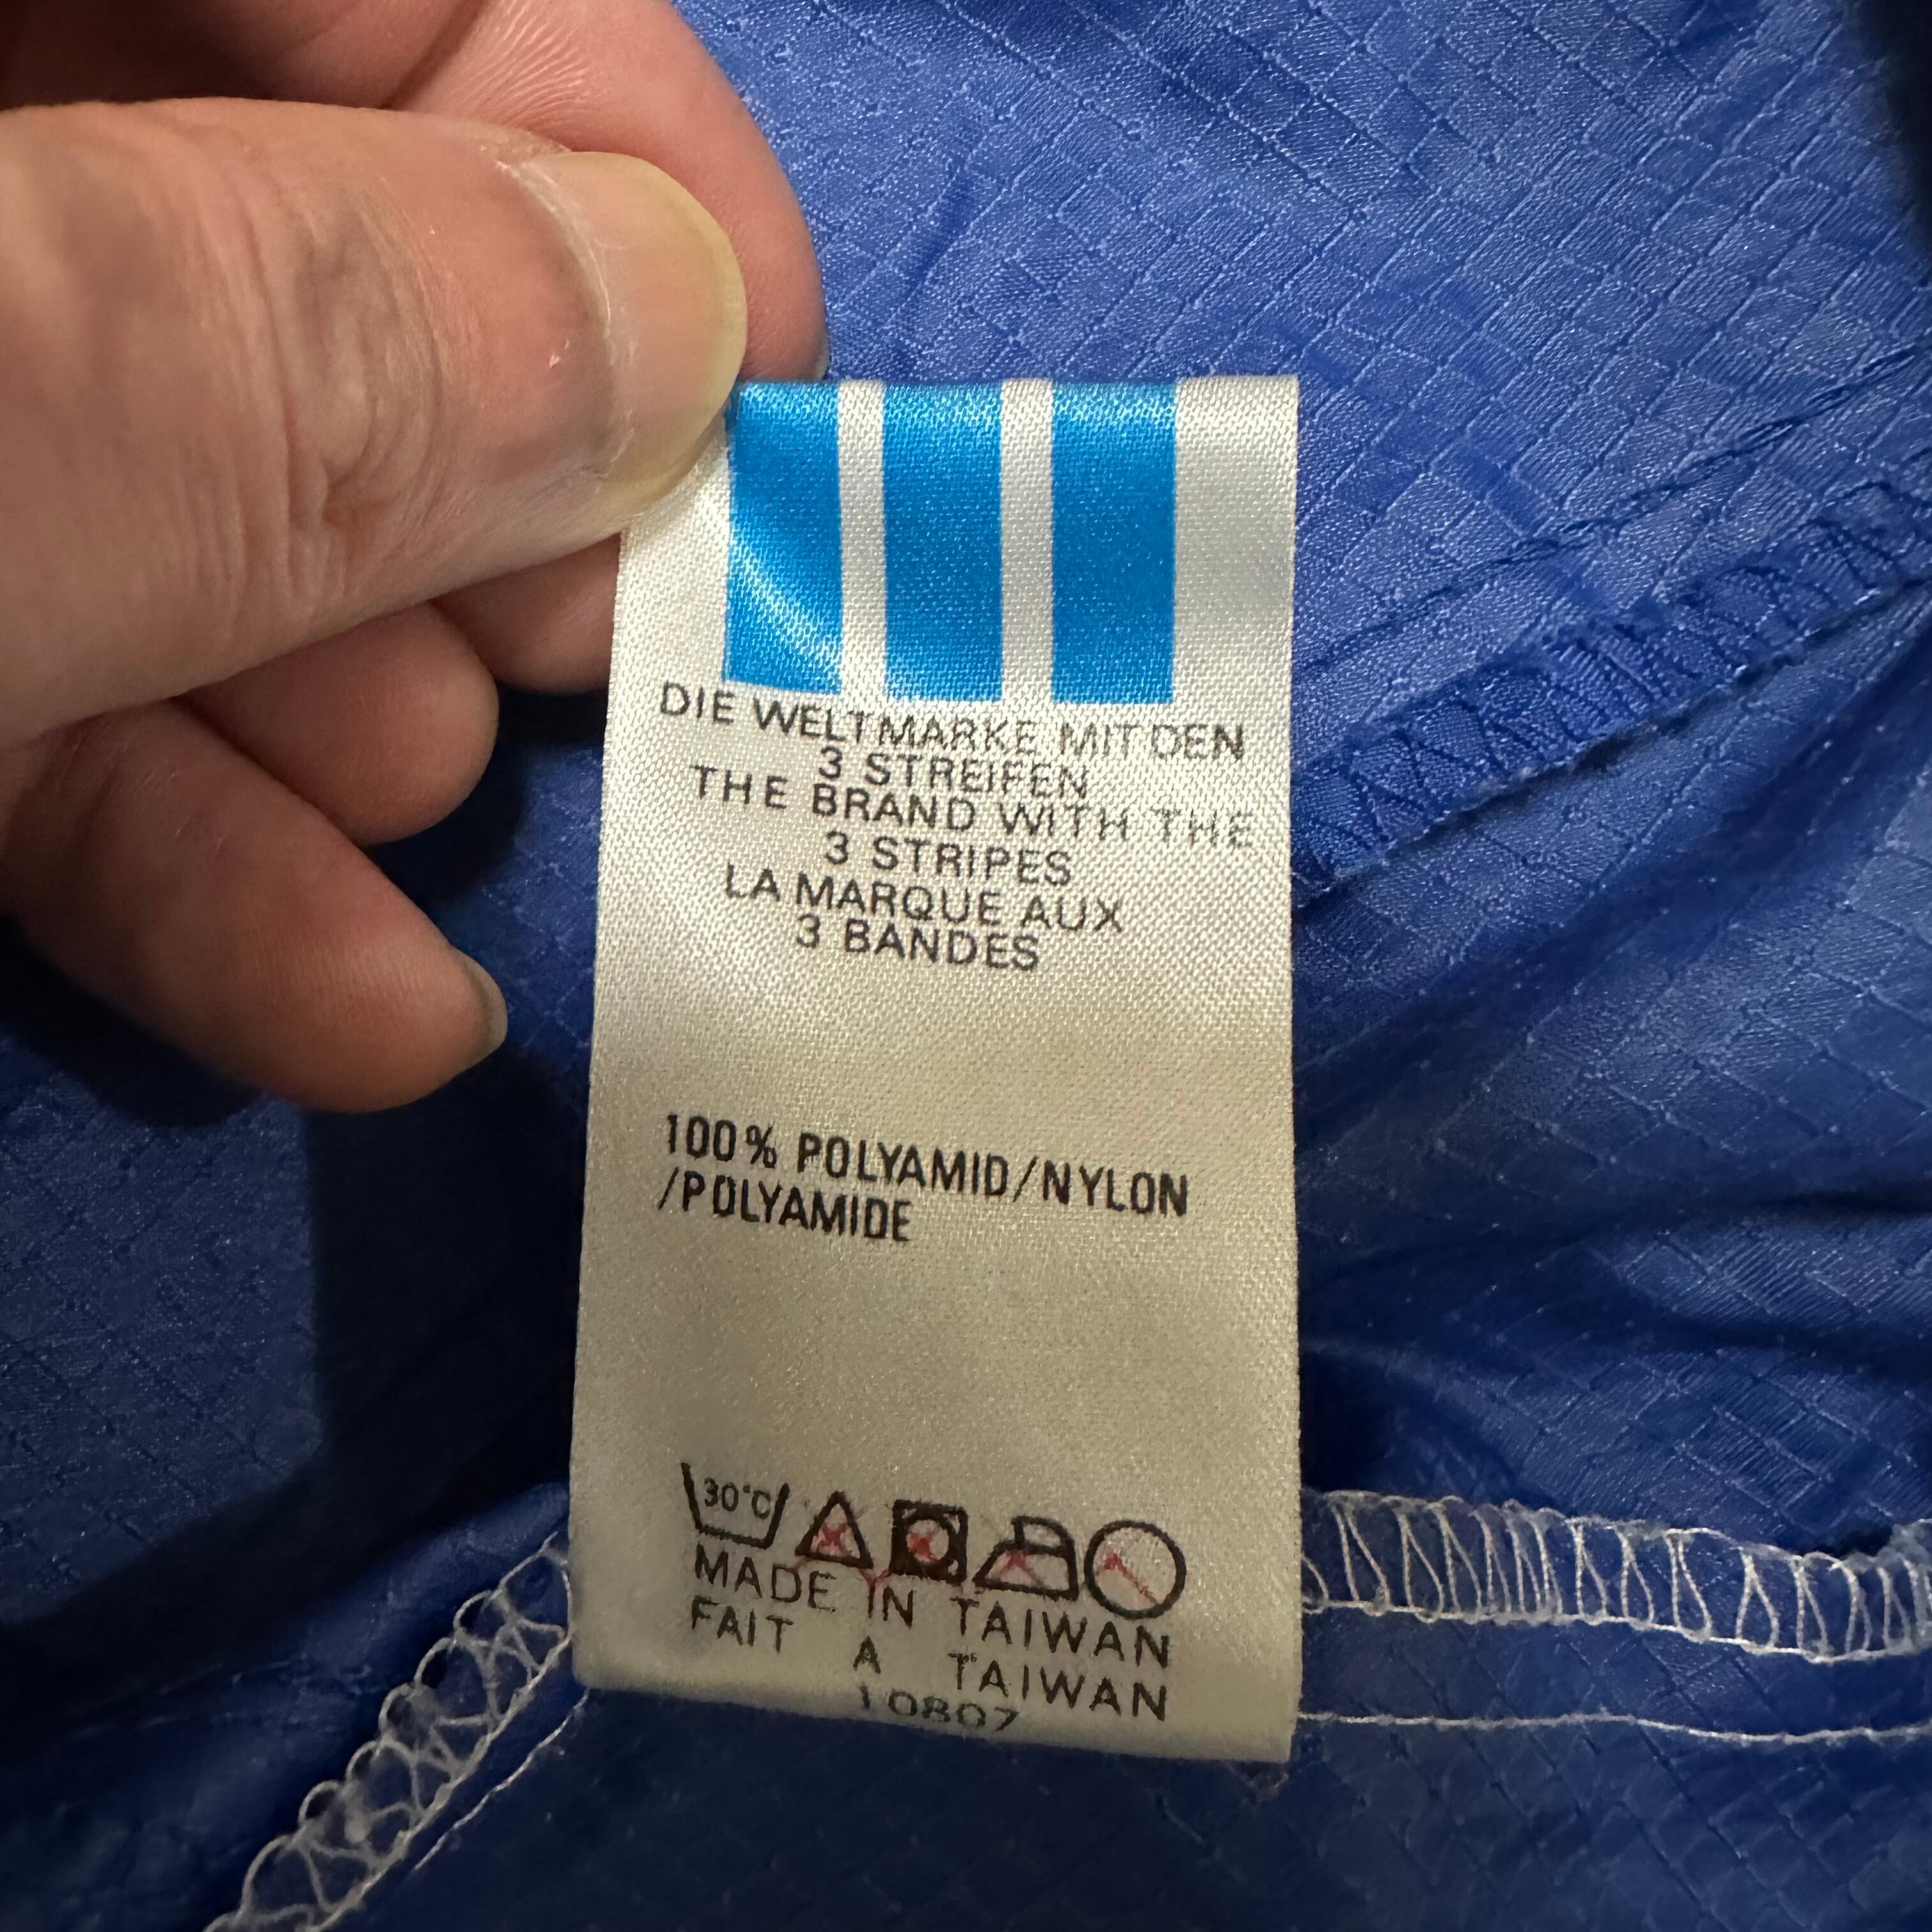 DIE WELTMARKE MIT DEN
3 STREIFEN
THE BRAND WITH THE
3 STRIPES
LA MARQUE AUX
3 BANDES
100% POLYAMID/NYLON
/POLYAMIDE
30°C
MADE IN TAIWAN
FAIT A TAIWAN
10807